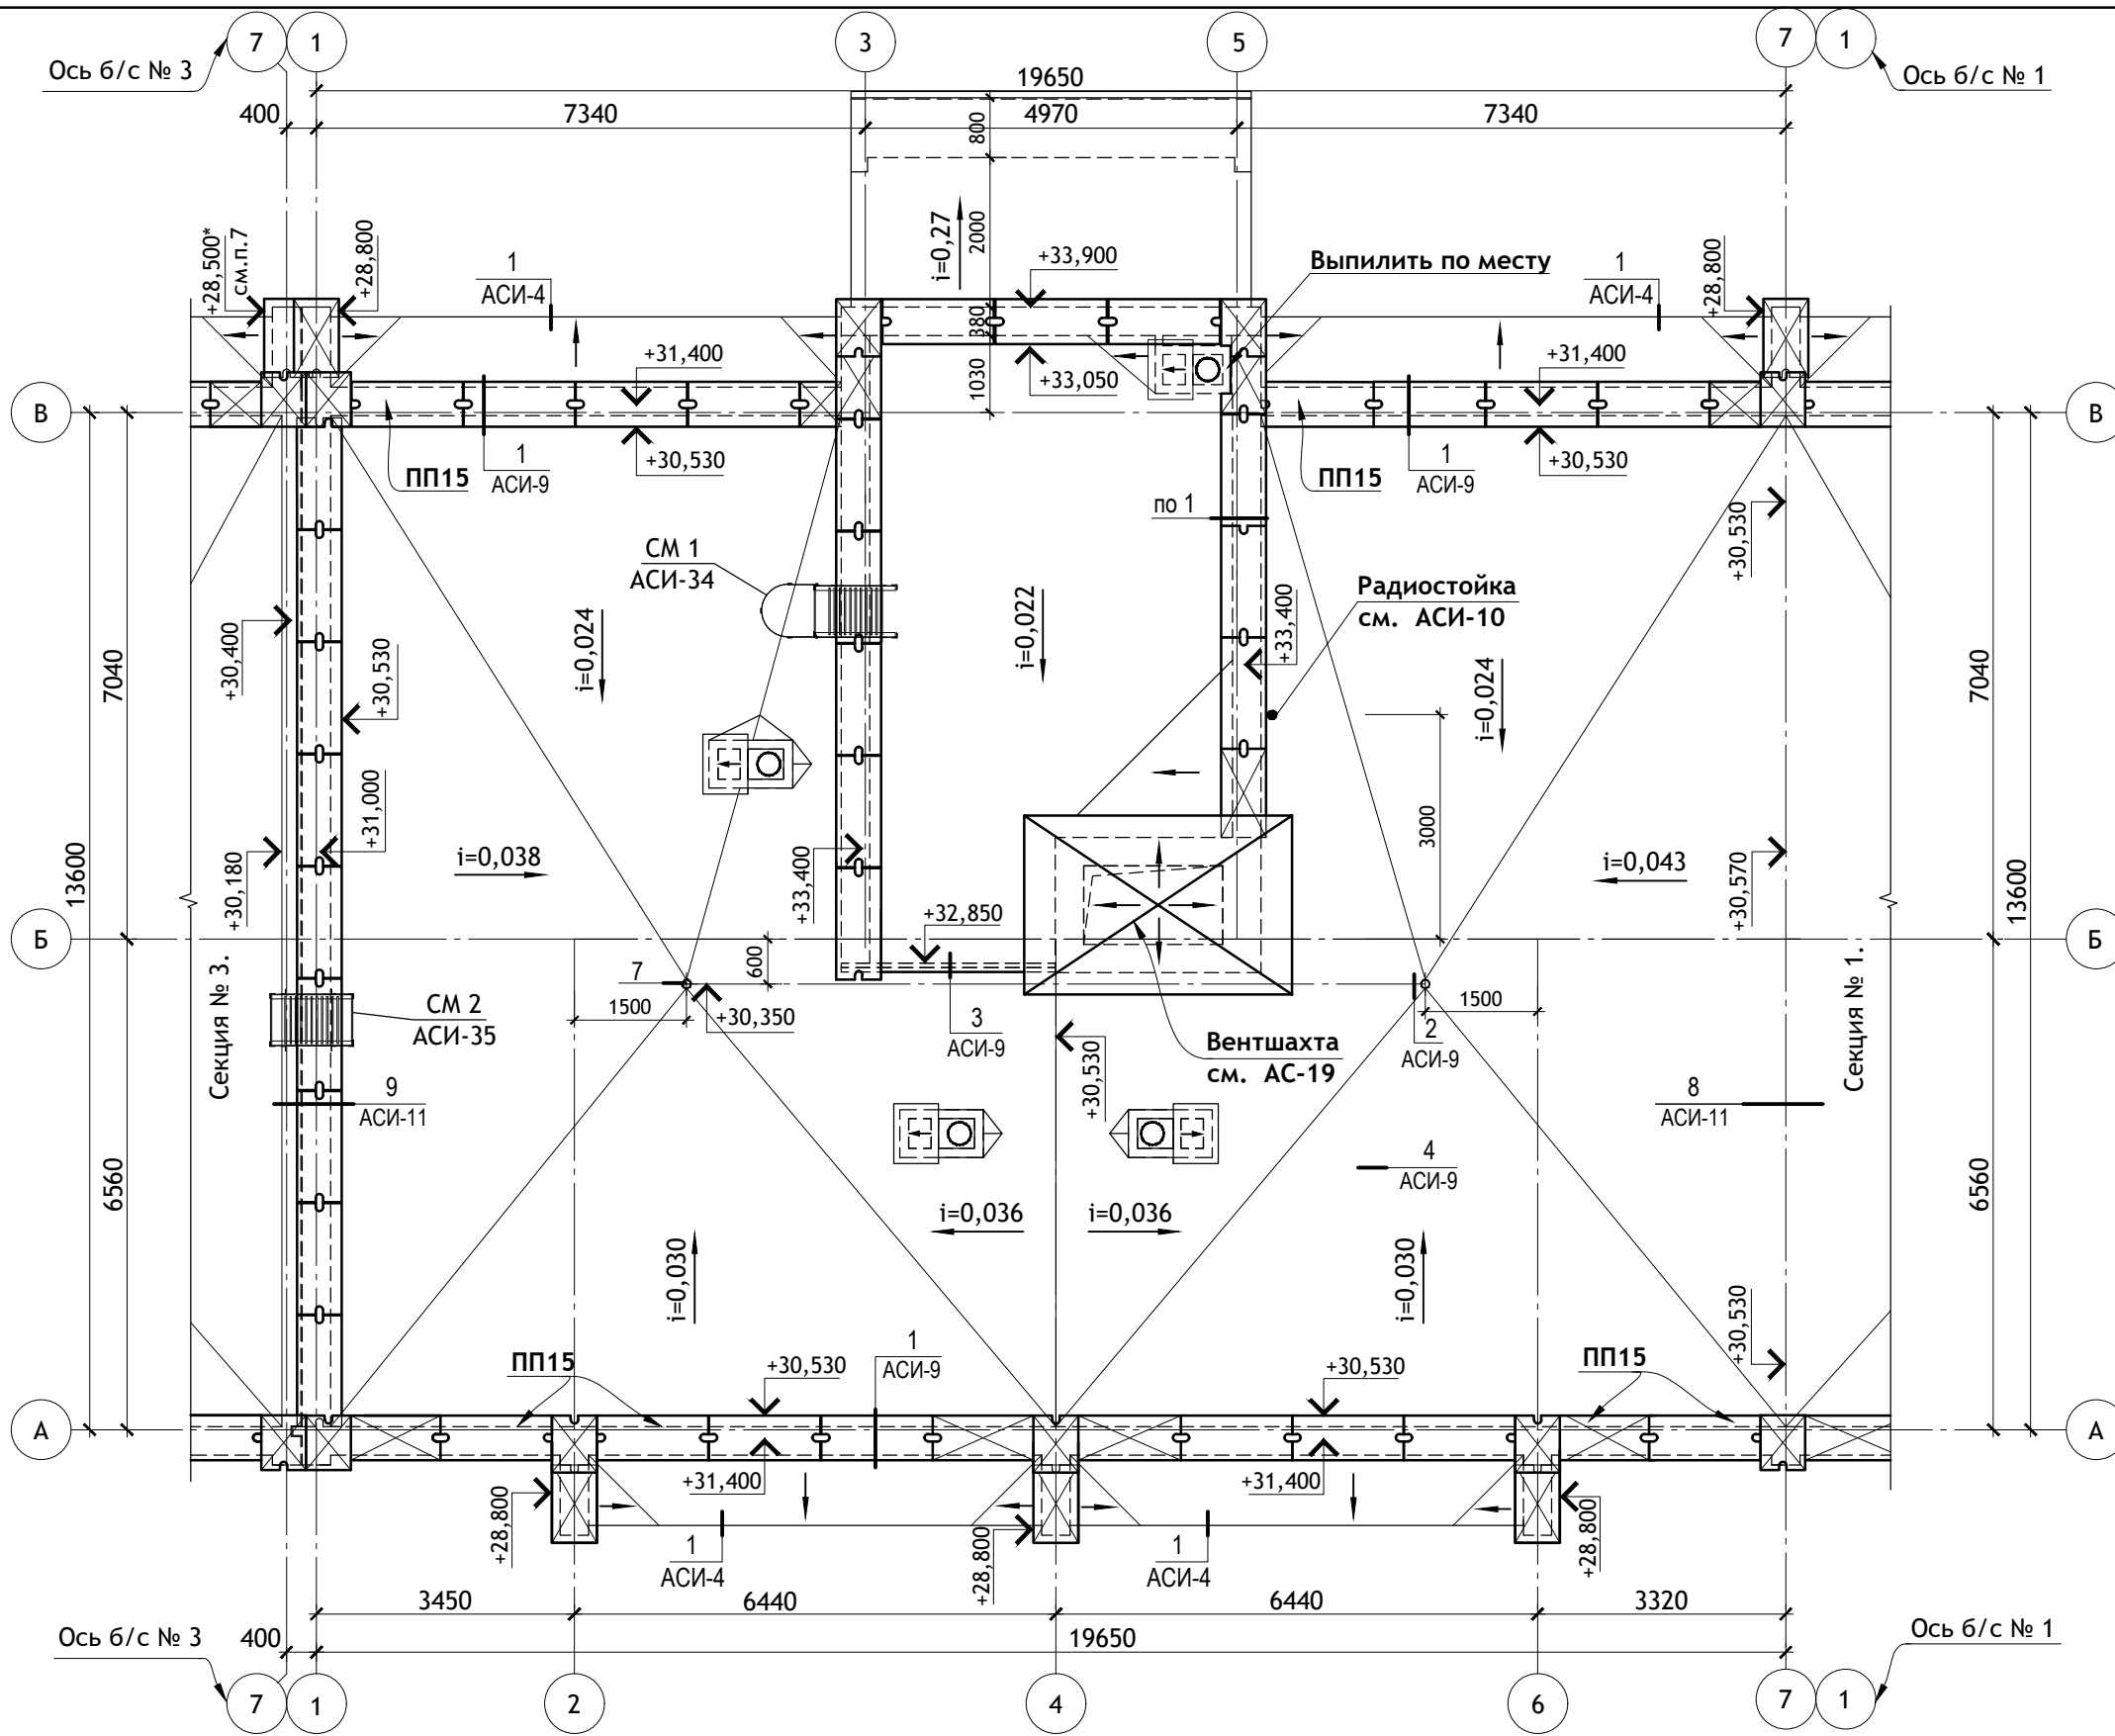 7
1
3
5
7
1
Ось б/с № 3
Ось б/с № 1
19650
400
7340
4970
7340
800
2000
i=0,27
380
1030
+28,500*
см.п.7
+28,800
1
АСИ-4
+33,900
Выпилить по месту
1
АСИ-4
+28,800
+31,400
+33,050
+31,400
В
В
+30,530
ПП15
1
АСИ-9
ПП15
1
АСИ-9
+30,530
по 1
+30,530
СМ 1
АСИ-34
Радиостойка
см. АСИ-10
i=0,024
i=0,022
+33,400
i=0,024
+30,400
+30,530
7040
7040
+31,000
+30,180
i=0,038
+33,400
3000
i=0,043
+30,570
13600
13600
+32,850
Б
Б
Секция № 3.
7
600
1500
+30,350
3
АСИ-9
1500
2
АСИ-9
Секция № 1.
СМ 2
АСИ-35
+30,530
Вентшахта
см. АС-19
9
АСИ-11
8
АСИ-11
4
АСИ-9
6560
6560
i=0,036
i=0,036
i=0,030
i=0,030
+30,530
ПП15
+30,530
1
АСИ-9
+30,530
ПП15
А
А
+31,400
+31,400
+28,800
+28,800
+28,800
1
АСИ-4
1
АСИ-4
3450
6440
6440
3320
Ось б/с № 3
400
19650
Ось б/с № 1
7
1
2
4
6
7
1